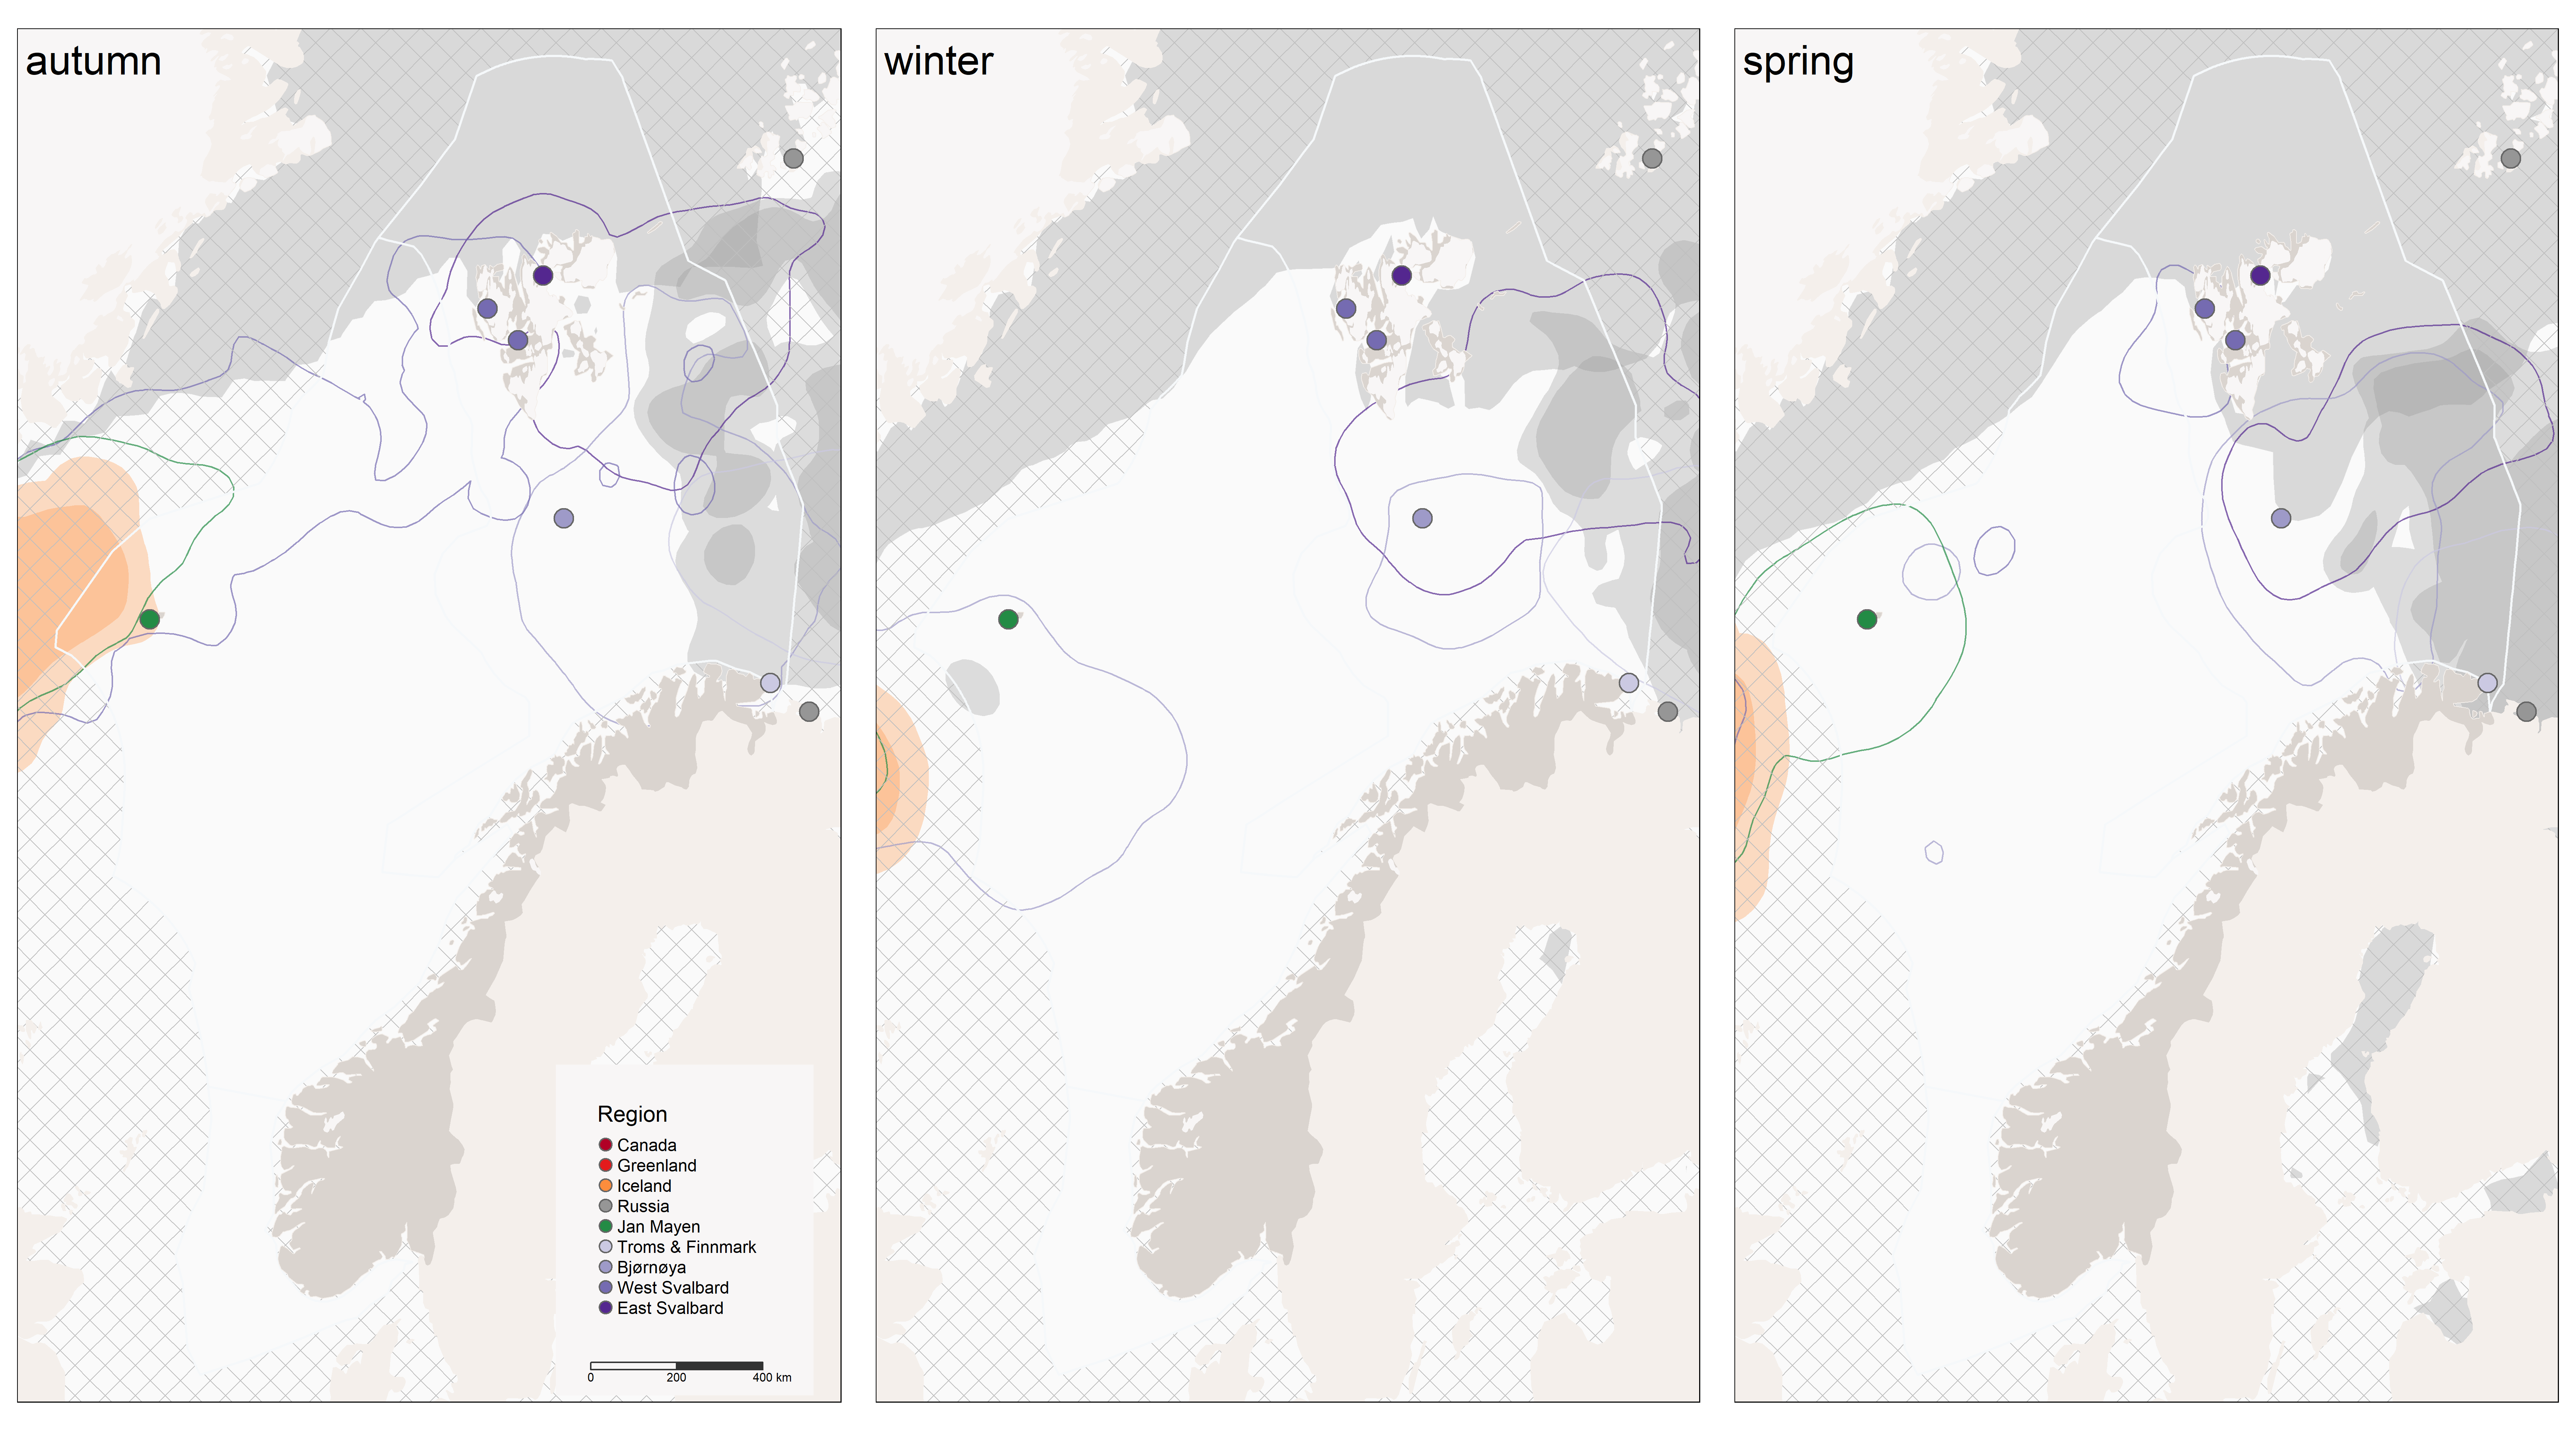 autumn
winter
spring
Region
Canada
Greenland
Iceland
Russia
Jan Mayen
Troms & Finnmark
Bjørnøya
West Svalbard
East Svalbard
0 200 400 km